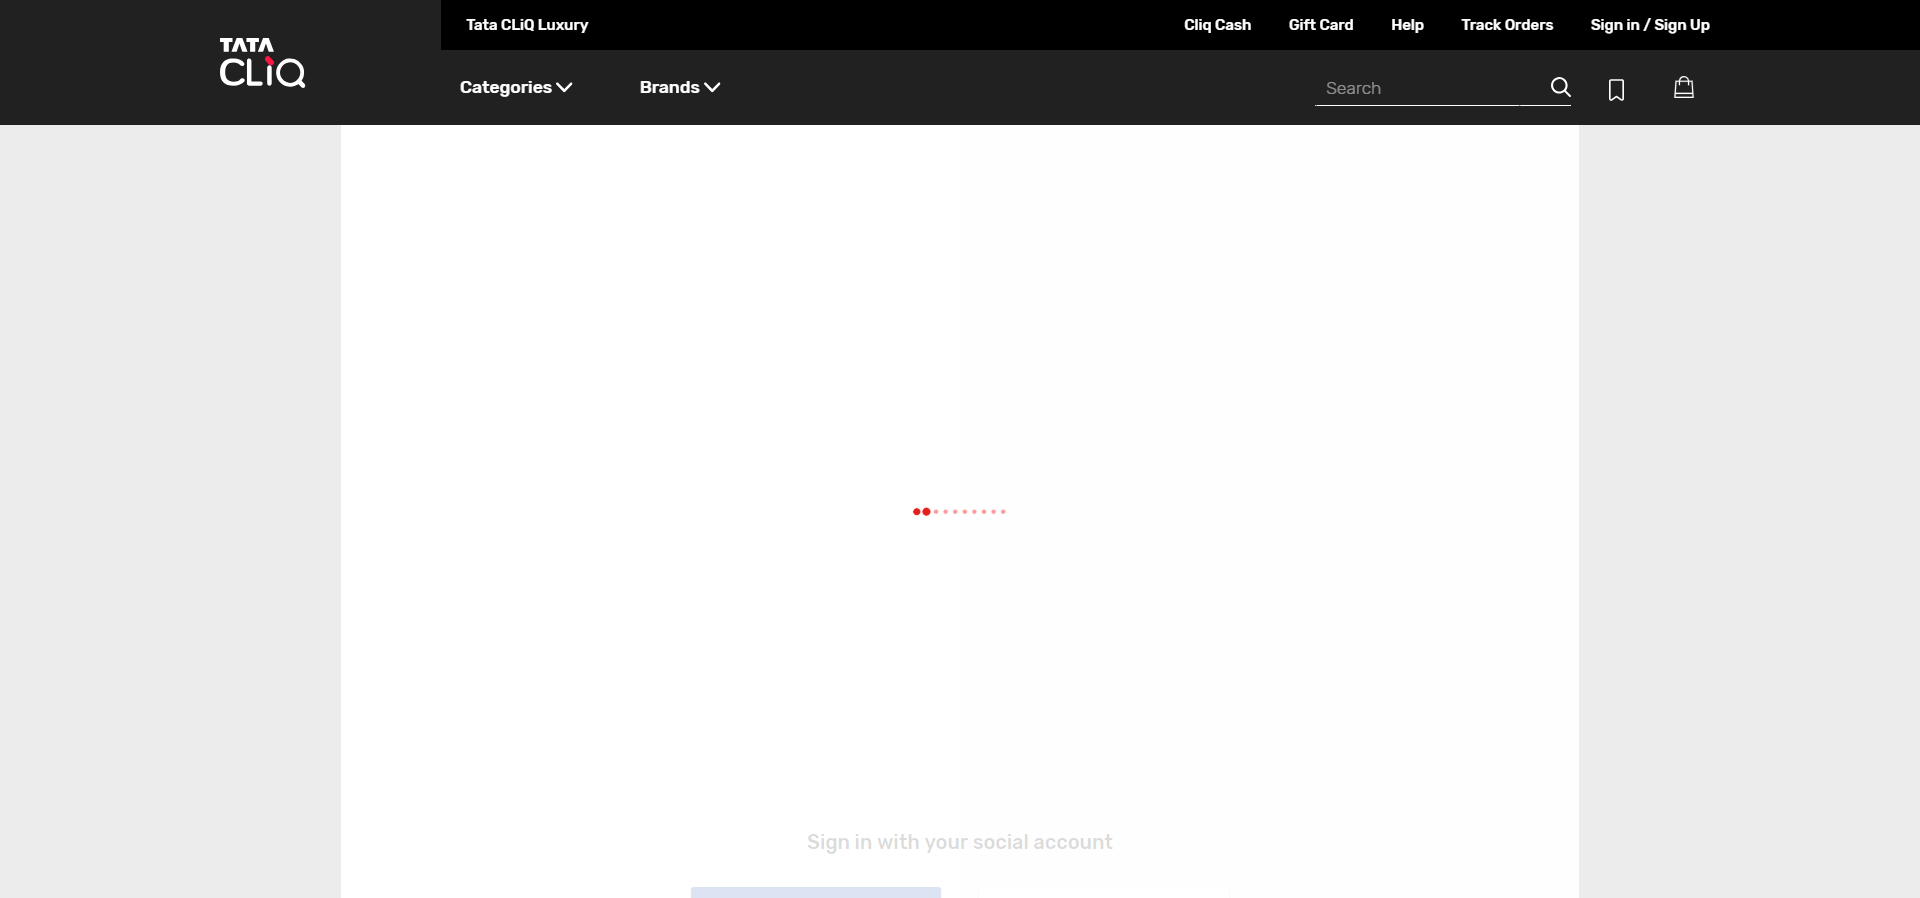 Tata CLiQ Luxury
Cliq Cash
Gift Card
Help
Track Orders
Sign in / Sign Up
TATA
CLiQ
Categories
Brands
Search
Sign in with your social account